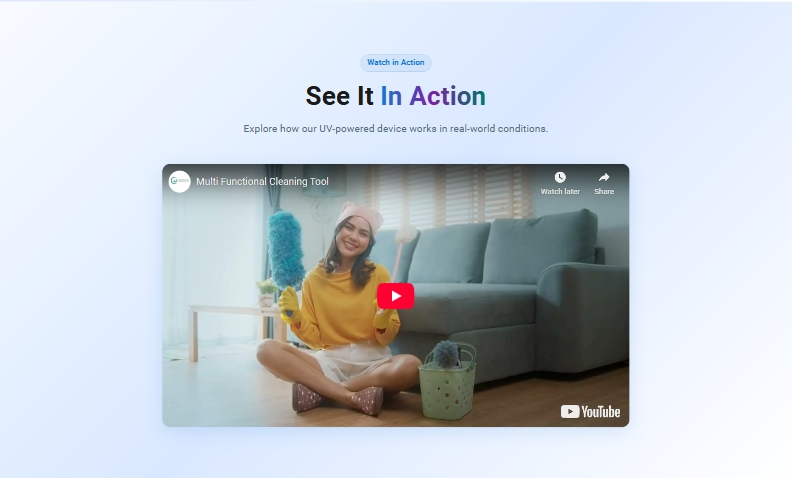 Watch in Action
See It In Action
Explore how our UV-powered device works in real-world conditions.
Multi Functional Cleaning Tool
Watch later
Share
YouTube